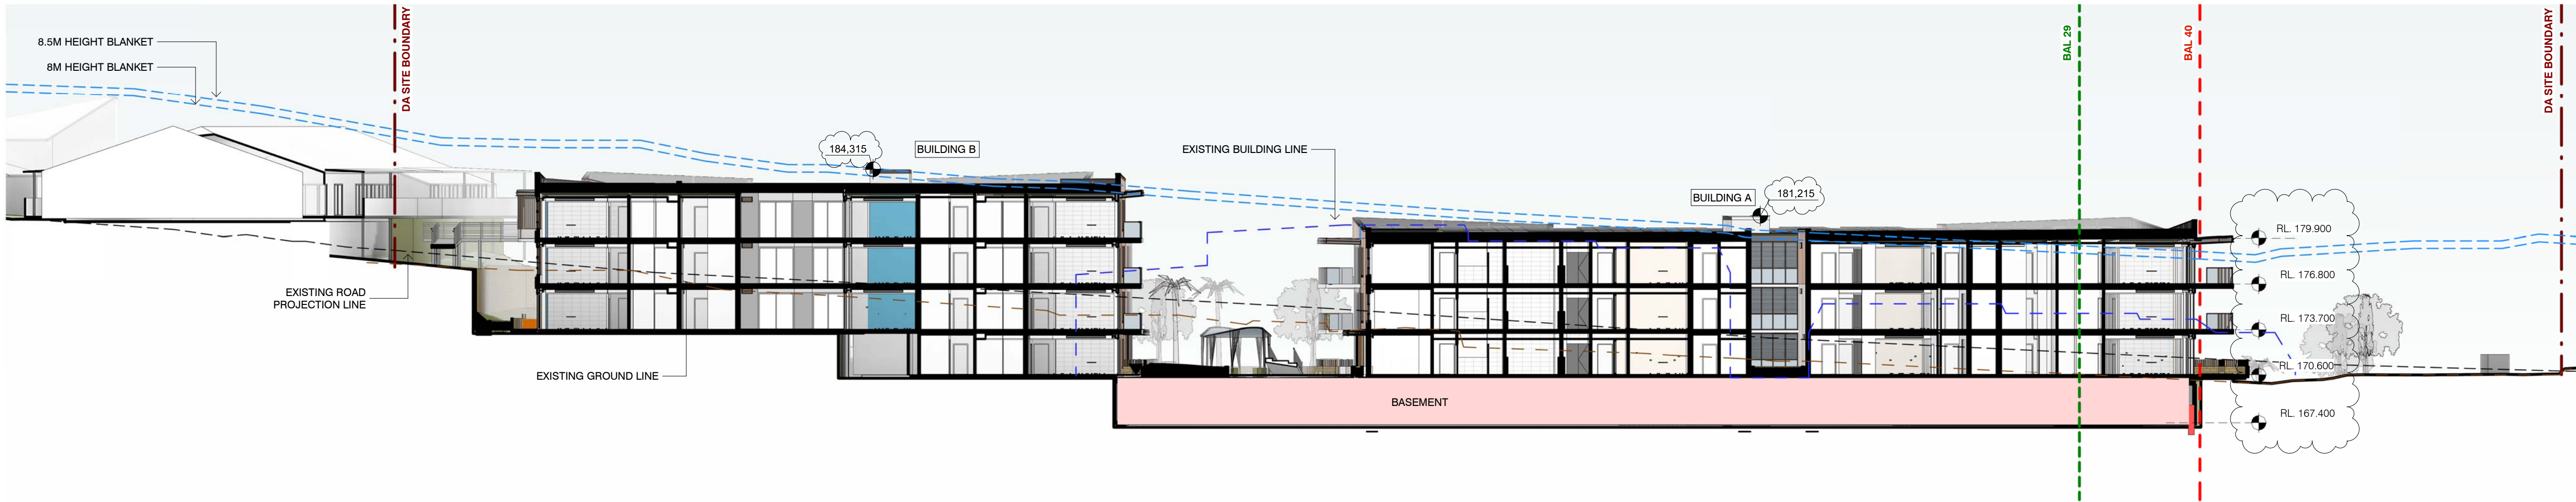 8.5M HEIGHT BLANKET
8M HEIGHT BLANKET
DA SITE BOUNDARY
184,315
BUILDING B
EXISTING BUILDING LINE
BUILDING A
181,215
BAL 29
BAL 40
DA SITE BOUNDARY
RL. 179.900
RL. 176.800
RL. 173.700
RL. 170.600
RL. 167.400
EXISTING ROAD
PROJECTION LINE
EXISTING GROUND LINE
BASEMENT